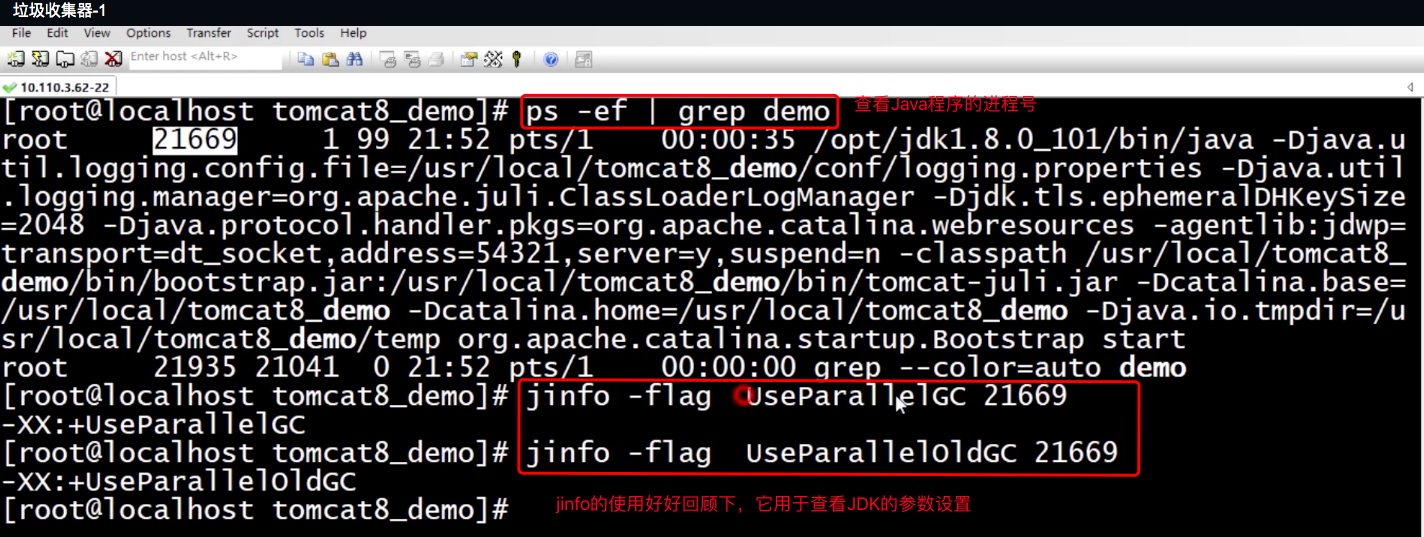 垃圾收集器-1
File Edit View Options Transfer Script Tools Help
Enter host <Alt+R>
10.110.3.62-22
[root@localhost tomcat8_demo]# ps -ef | grep demo 查看Java程序的进程号
root     21669     1 99 21:52 pts/1    00:00:35 /opt/jdk1.8.0_101/bin/java -Djava.u
til.logging.config.file=/usr/local/tomcat8_demo/conf/logging.properties -Djava.util
.logging.manager=org.apache.juli.ClassLoaderLogManager -Djdk.tls.ephemeralDHKeySize
=2048 -Djava.protocol.handler.pkgs=org.apache.catalina.webresources -agentlib:jdwp=
transport=dt_socket,address=54321,server=y,suspend=n -classpath /usr/local/tomcat8_
demo/bin/bootstrap.jar:/usr/local/tomcat8_demo/bin/tomcat-juli.jar -Dcatalina.base=
/usr/local/tomcat8_demo -Dcatalina.home=/usr/local/tomcat8_demo -Djava.io.tmpdir=/u
sr/local/tomcat8_demo/temp org.apache.catalina.startup.Bootstrap start
root     21935 21041  0 21:52 pts/1    00:00:00 grep --color=auto demo
[root@localhost tomcat8_demo]# jinfo -flag  UseParallelGC 21669
-XX:+UseParallelGC
[root@localhost tomcat8_demo]# jinfo -flag  UseParallelOldGC 21669
-XX:+UseParallelOldGC
[root@localhost tomcat8_demo]# jinfo的使用好好回顾下，它用于查看JDK的参数设置